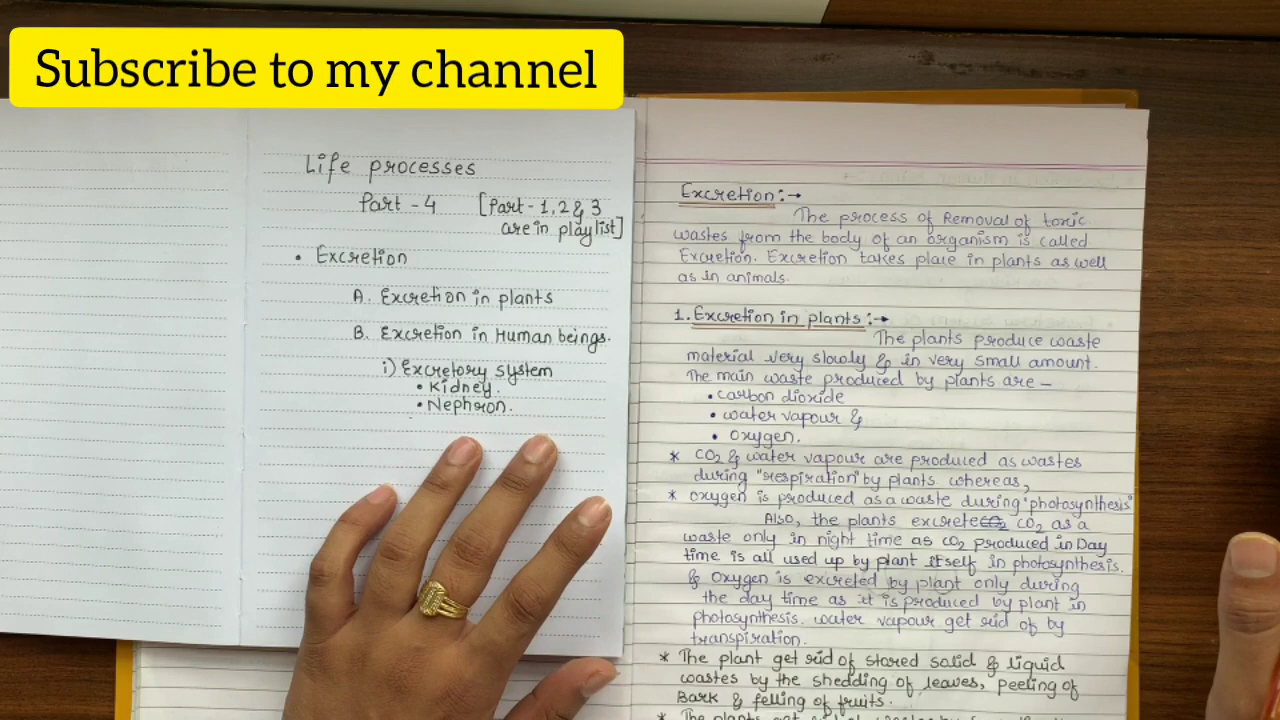 Subscribe to my channel
Life processes
Part - 4 [Part - 1, 2 & 3
are in playlist]
• Excretion
A. Excretion in plants
B. Excretion in Human beings.
i) Excretory system
• Kidney.
• Nephron.
Excretion:→
The process of Removal of toxic
wastes from the body of an organism is called
Excretion. Excretion takes place in plants as well
as in animals.
1. Excretion in plants:→
The plants produce waste
material very slowly & in very small amount.
The main waste produced by plants are –
• carbon dioxide
• water vapour &
• Oxygen.
* CO2 & water vapour are produced as wastes
during "respiration" by plants whereas,
* oxygen is produced as a waste during "photosynthesis"
Also, the plants excrete CO2 CO2 as a
waste only in night time as CO2 produced in Day
time is all used up by plant itself in photosynthesis.
& Oxygen is excreted by plant only during
the day time as it is produced by plant in
photosynthesis. water vapour get rid of by
transpiration.
* The plant get rid of stored solid & liquid
wastes by the shedding of leaves, peeling of
Bark & felling of fruits.
* The plants get